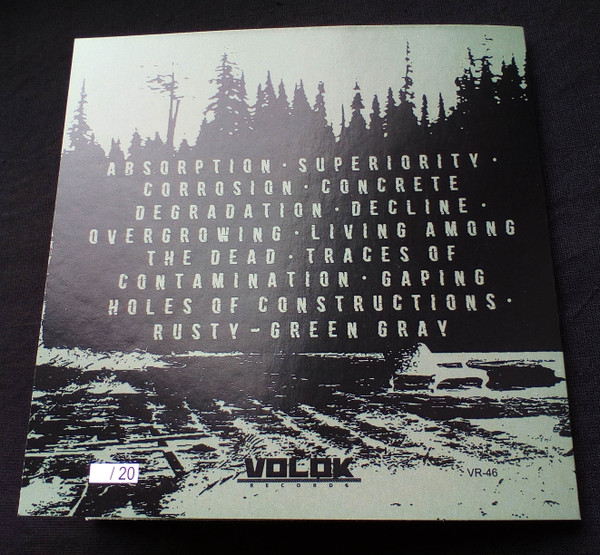 ABSORPTION · SUPERIORITY ·
CORROSION · CONCRETE
DEGRADATION · DECLINE ·
OVERGROWING · LIVING AMONG
THE DEAD · TRACES OF
CONTAMINATION · GAPING
HOLES OF CONSTRUCTIONS ·
RUSTY-GREEN GRAY
/ 20
VOLOK
RECORDS
VR-46